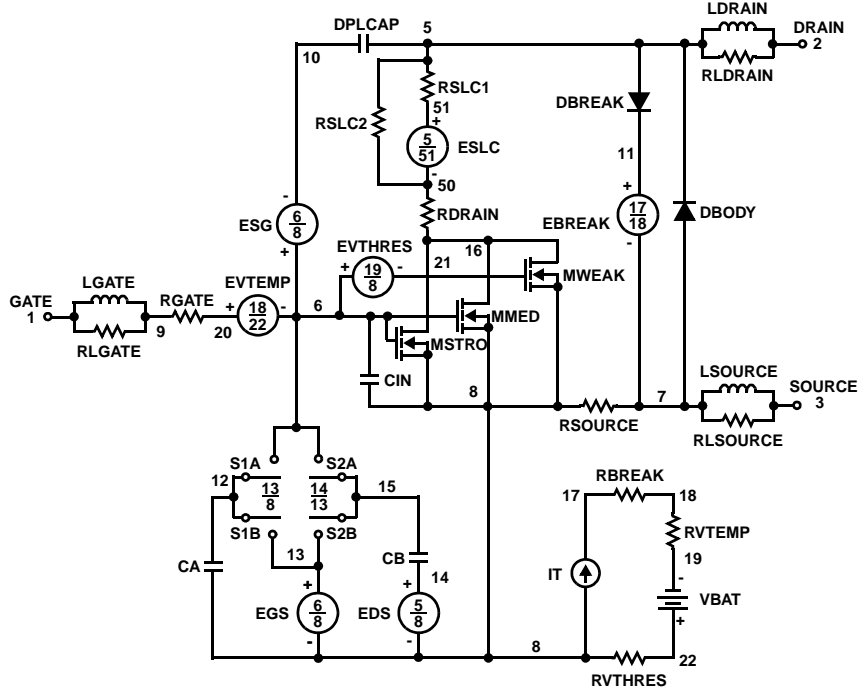 LDRAIN
DPLCAP 5 DRAIN
10 2
RLDRAIN
RSLC1
51
DBREAK
RSLC2
+
5
51
ESLC
11
-
50
-
+
RDRAIN
17
18
EBREAK
DBODY
ESG
6
8
EVTHRES
-
+
16
21
+ 19 -
8
MWEAK
LGATE
EVTEMP
GATE
1
RGATE
+ 18 -
22
6
MMED
9
20
RLGATE
MSTRO
CIN
LSOURCE
8
7
SOURCE
3
RSOURCE
RLSOURCE
S1A S2A
12
13
8
14
13
15
RBREAK
17 18
S1B S2B
RVTEMP
13
CB
19
CA
+ + 14
IT
-
VBAT
EGS
6
8
EDS
5
8
+
- -
8
22
RVTHRES